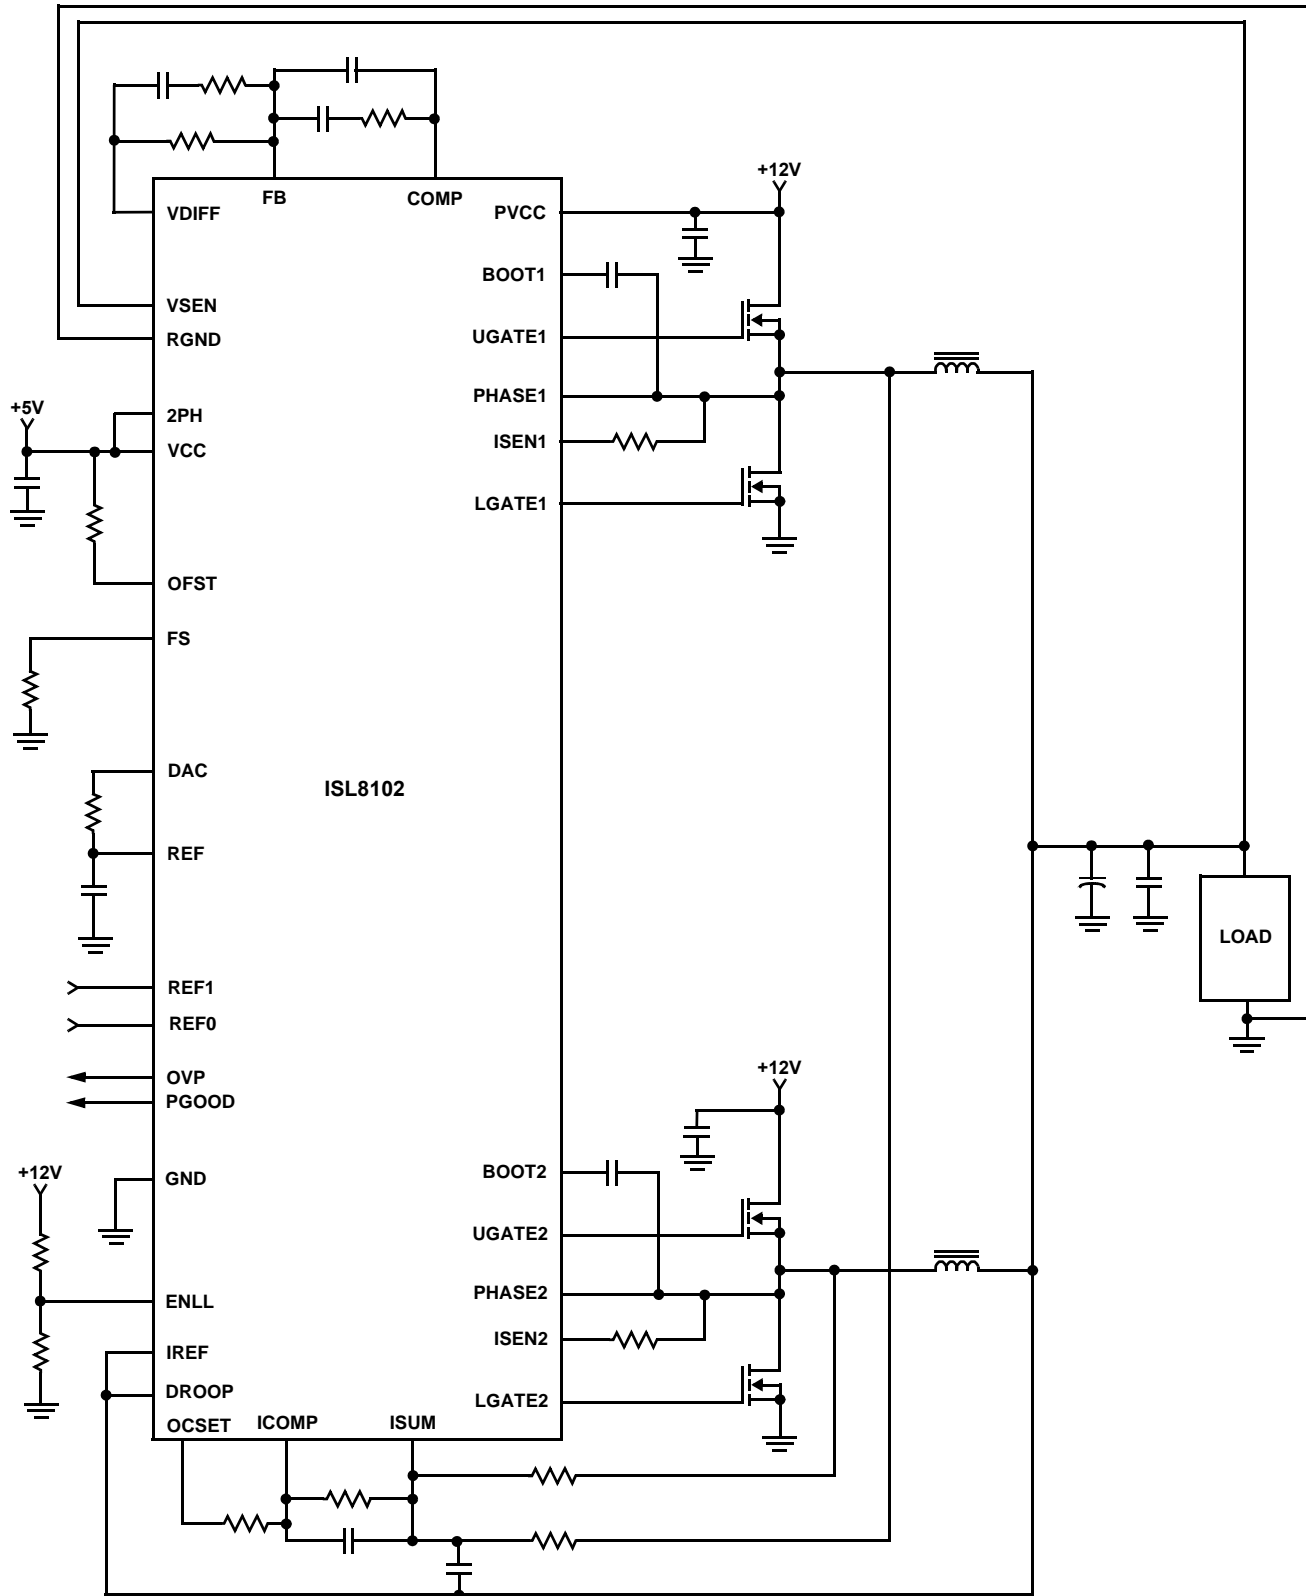 +12V
FB
COMP
VDIFF
PVCC
BOOT1
VSEN
UGATE1
RGND
PHASE1
+5V
2PH
ISEN1
VCC
LGATE1
OFST
FS
DAC
ISL8102
REF
LOAD
REF1
REF0
+12V
OVP
PGOOD
+12V
BOOT2
GND
UGATE2
PHASE2
ENLL
ISEN2
IREF
DROOP
LGATE2
OCSET
ICOMP
ISUM